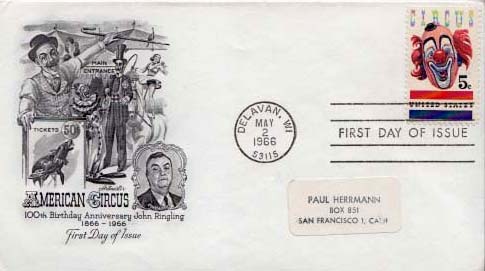 MAIN
ENTRANCE
TICKETS 50¢
Artmaster
AMERICAN CIRCUS
100th Birthday Anniversary John Ringling
1866 - 1966
First Day of Issue
CIRCUS
5c
UNITED STATES
DELAVAN, WI
MAY
2
1966
53115
FIRST DAY OF ISSUE
PAUL HERRMANN
BOX 851
SAN FRANCISCO 1, CALIF